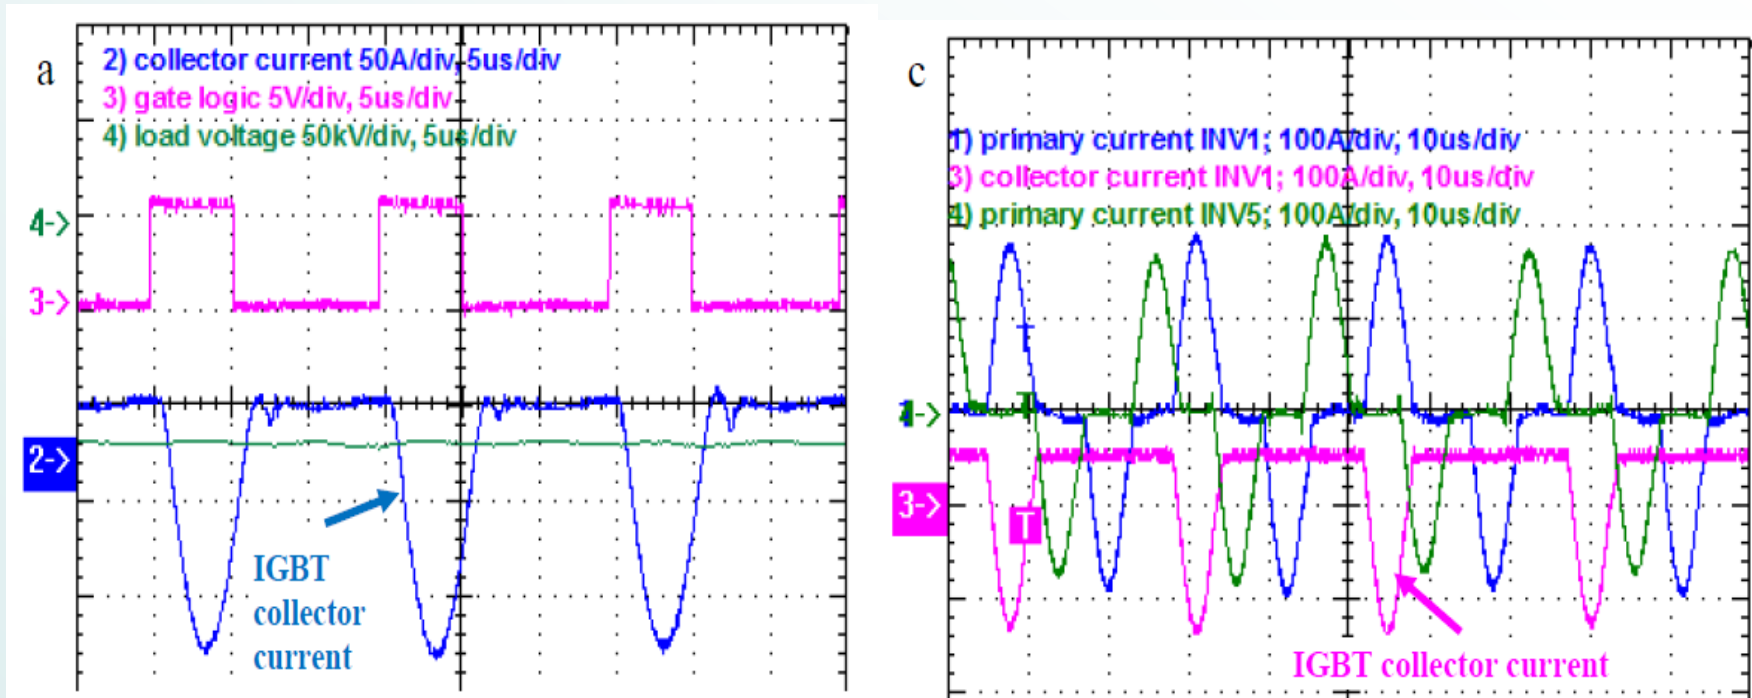 a
2) collector current 50A/div, 5us/div
3) gate logic 5V/div, 5us/div
4) load voltage 50kV/div, 5us/div
4->
3->
2->
IGBT
collector
current
c
1) primary current INV1; 100A/div, 10us/div
3) collector current INV1; 100A/div, 10us/div
4) primary current INV5; 100A/div, 10us/div
4->
3->
T
IGBT collector current